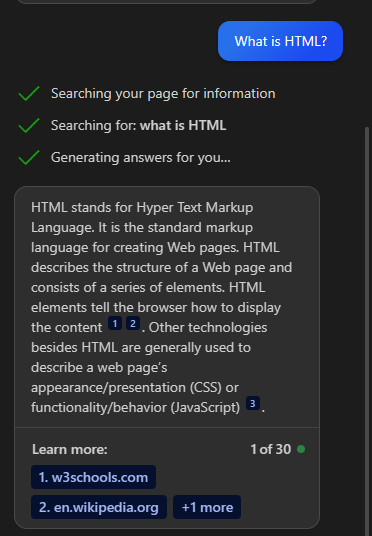 What is HTML?
Searching your page for information
Searching for: what is HTML
Generating answers for you...
HTML stands for Hyper Text Markup
Language. It is the standard markup
language for creating Web pages. HTML
describes the structure of a Web page and
consists of a series of elements. HTML
elements tell the browser how to display
the content 1 2 . Other technologies
besides HTML are generally used to
describe a web page’s
appearance/presentation (CSS) or
functionality/behavior (JavaScript) 3 .
Learn more: 1 of 30
1. w3schools.com
2. en.wikipedia.org +1 more